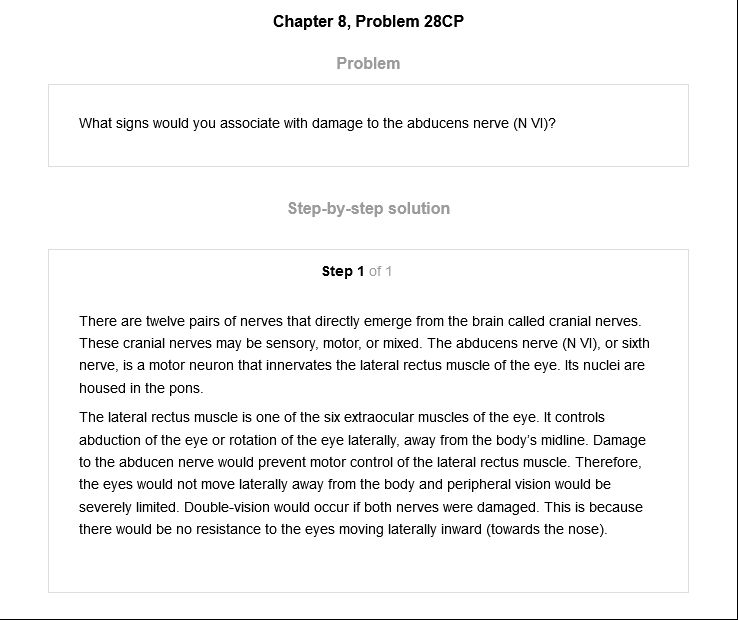 Chapter 8, Problem 28CP
Problem
What signs would you associate with damage to the abducens nerve (N VI)?
Step-by-step solution
Step 1 of 1
There are twelve pairs of nerves that directly emerge from the brain called cranial nerves.
These cranial nerves may be sensory, motor, or mixed. The abducens nerve (N VI), or sixth
nerve, is a motor neuron that innervates the lateral rectus muscle of the eye. Its nuclei are
housed in the pons.
The lateral rectus muscle is one of the six extraocular muscles of the eye. It controls
abduction of the eye or rotation of the eye laterally, away from the body's midline. Damage
to the abducen nerve would prevent motor control of the lateral rectus muscle. Therefore,
the eyes would not move laterally away from the body and peripheral vision would be
severely limited. Double-vision would occur if both nerves were damaged. This is because
there would be no resistance to the eyes moving laterally inward (towards the nose).